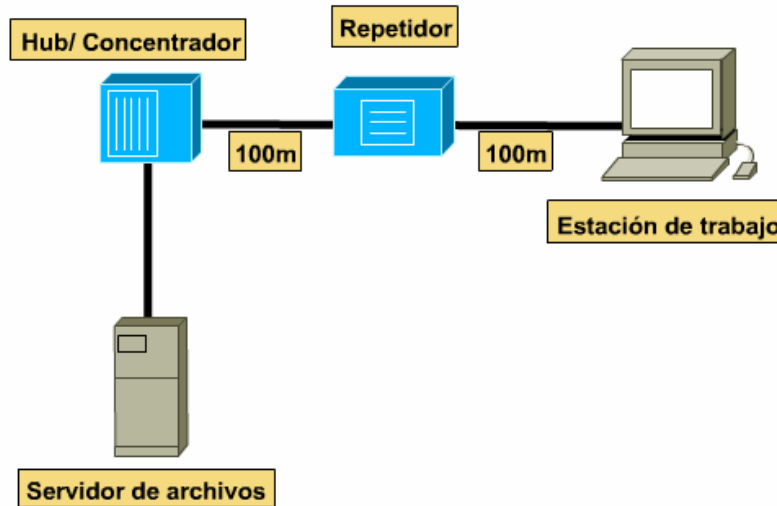 Hub/ Concentrador
Repetidor
100m
100m
Estación de trabajo
Servidor de archivos